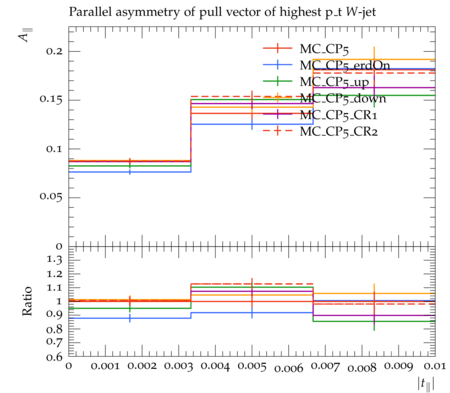 Parallel asymmetry of pull vector of highest p_t W-jet
A∥
MC_CP5
MC_CP5_erdOn
MC_CP5_up
MC_CP5_down
MC_CP5_CR1
MC_CP5_CR2
0.2
0.15
0.1
0.05
0
Ratio
1.3
1.2
1.1
1
0.9
0.8
0.7
0.6
0 0.001 0.002 0.003 0.004 0.005 0.006 0.007 0.008 0.009 0.01
|t∥|